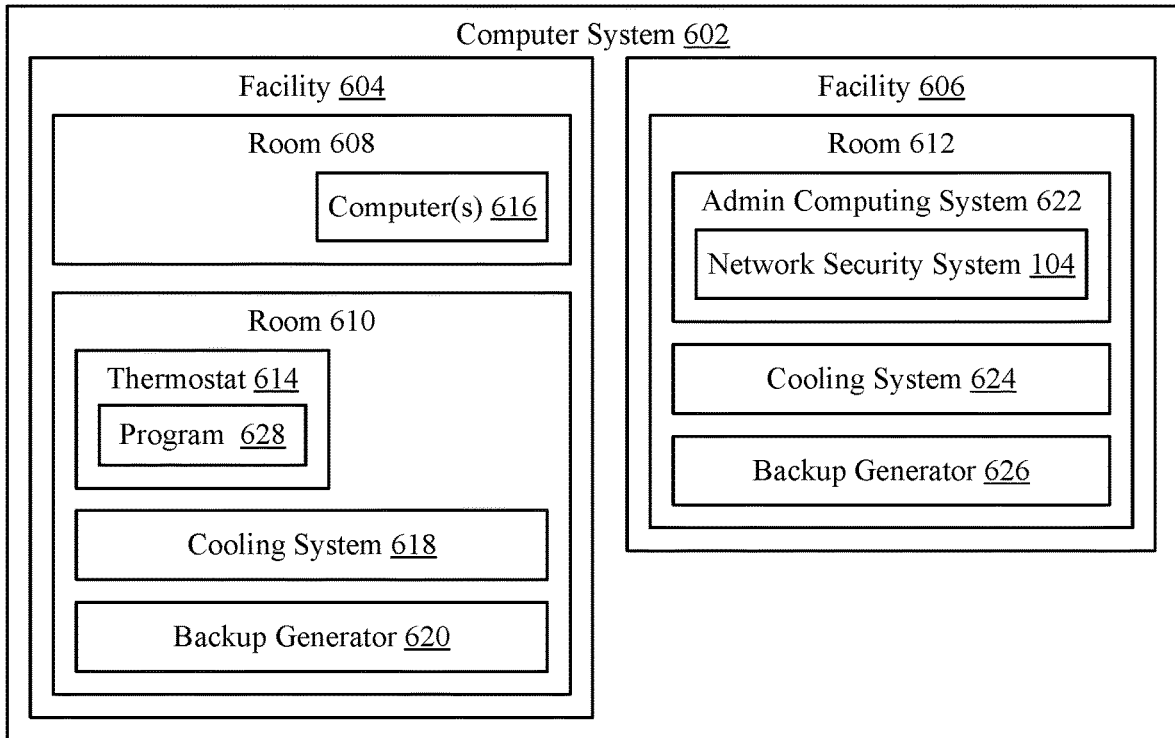 Computer System 602
Facility 604
Room 608
Computer(s) 616
Room 610
Thermostat 614
Program 628
Cooling System 618
Backup Generator 620
Facility 606
Room 612
Admin Computing System 622
Network Security System 104
Cooling System 624
Backup Generator 626